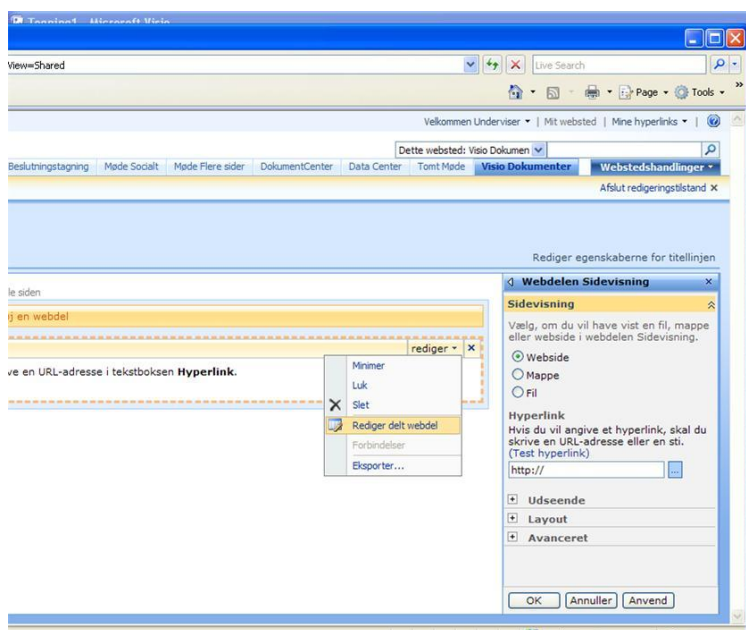 View=Shared
Live Search
Page
Tools
»
Velkommen Underviser | Mit websted | Mine hyperlinks |
Dette websted: Visio Dokumen
Beslutningstagning Møde Socialt Møde Flere sider DokumentCenter Data Center Tomt Møde Visio Dokumenter Webstedshandlinger
Afslut redigeringstilstand ×
Rediger egenskaberne for titellinjen
le siden
Webdelen Sidevisning ×
øj en webdel
Sidevisning
Vælg, om du vil have vist en fil, mappe
eller webside i webdelen Sidevisning.
rediger ×
Webside
Minimer
ve en URL-adresse i tekstboksen Hyperlink.
Mappe
Luk
Fil
Slet
Hyperlink
Rediger delt webdel
Hvis du vil angive et hyperlink, skal du
skrive en URL-adresse eller en sti.
Forbindelser
(Test hyperlink)
Eksporter...
http://
...
Udseende
Layout
Avanceret
OK Annuller Anvend